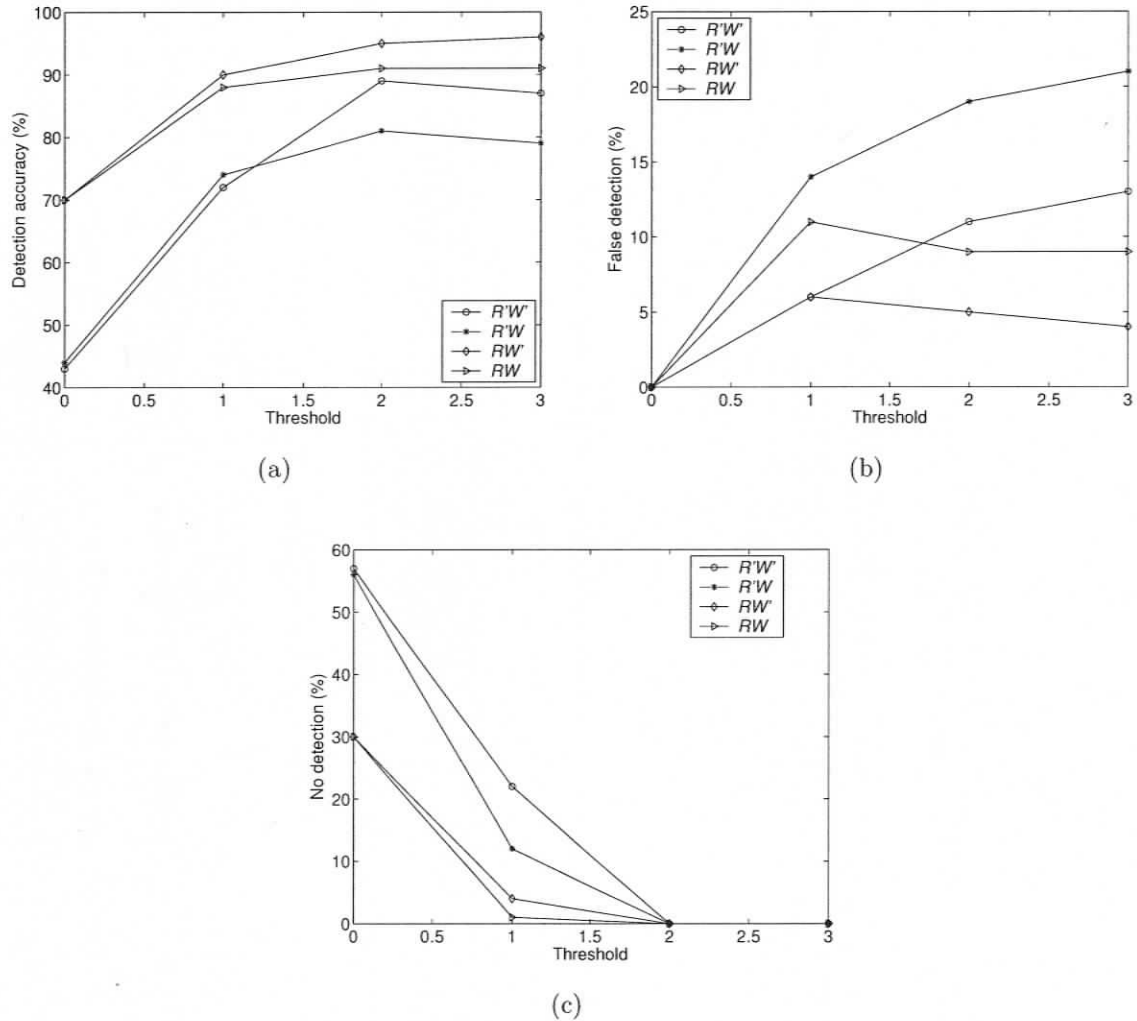 100
90
80
70
60
50
40
Detection accuracy (%)
R'W'
R'W
RW'
RW
0 0.5 1 1.5 2 2.5 3
Threshold
(a)
25
20
15
10
5
0
False detection (%)
R'W'
R'W
RW'
RW
0 0.5 1 1.5 2 2.5 3
Threshold
(b)
60
50
40
30
20
10
0
No detection (%)
R'W'
R'W
RW'
RW
0 0.5 1 1.5 2 2.5 3
Threshold
(c)